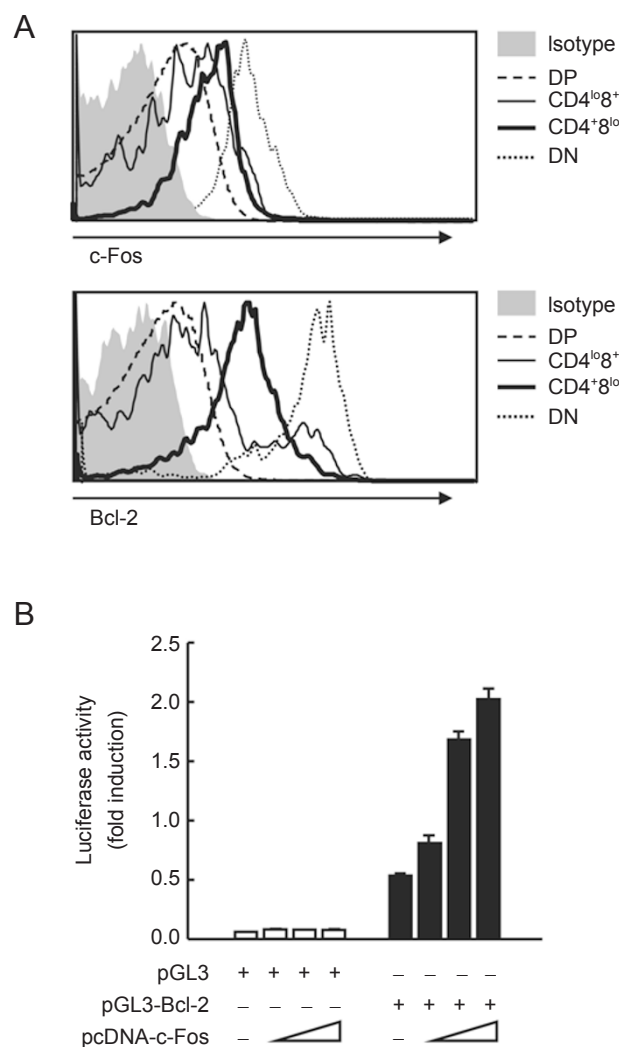 A
Isotype
DP
CD4lo8+
CD4+8lo
DN
c-Fos
Isotype
DP
CD4lo8+
CD4+8lo
DN
Bcl-2
B
Luciferase activity
(fold induction)
2.5
2.0
1.5
1.0
0.5
0.0
pGL3 + + + + – – – –
pGL3-Bcl-2 – – – – + + + +
pcDNA-c-Fos – –